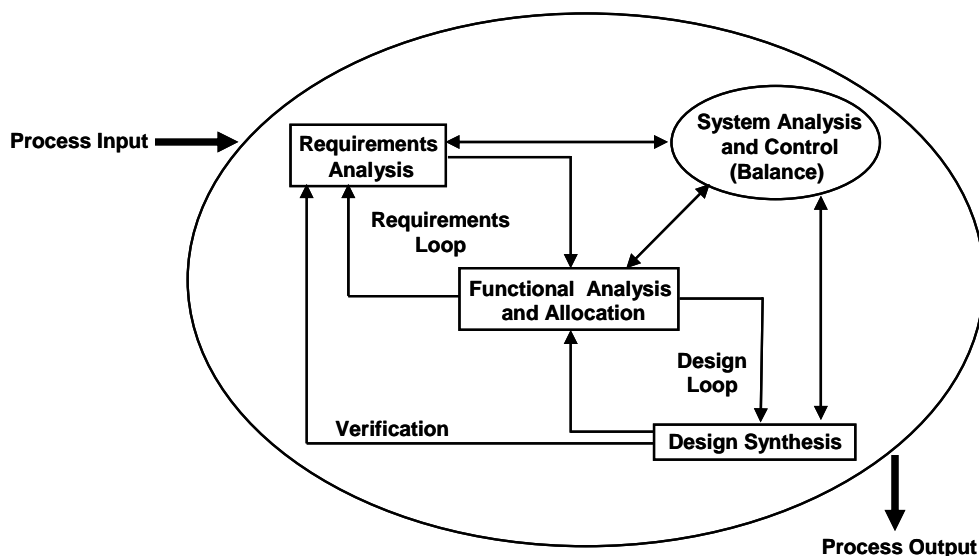 Process Input
Requirements
Analysis
System Analysis
and Control
(Balance)
Requirements
Loop
Functional Analysis
and Allocation
Design
Loop
Verification
Design Synthesis
Process Output